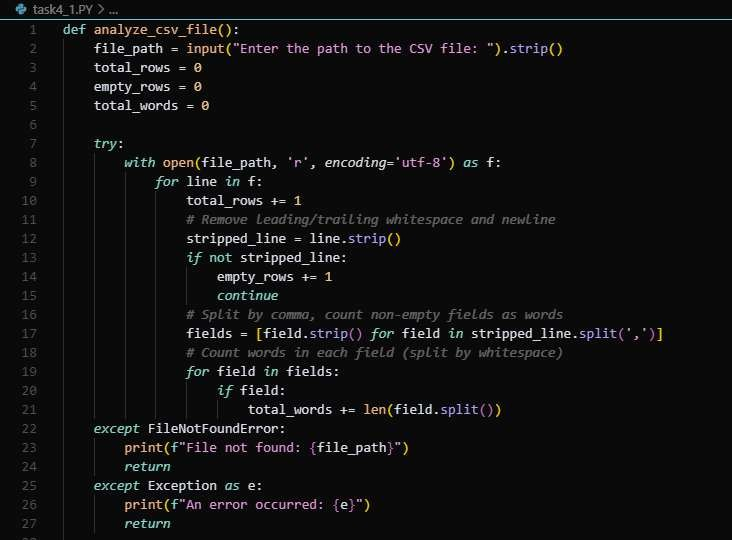 task4_1.PY > ...
1 def analyze_csv_file():
2     file_path = input("Enter the path to the CSV file: ").strip()
3     total_rows = 0
4     empty_rows = 0
5     total_words = 0
6
7     try:
8         with open(file_path, 'r', encoding='utf-8') as f:
9             for line in f:
10                 total_rows += 1
11                 # Remove leading/trailing whitespace and newline
12                 stripped_line = line.strip()
13                 if not stripped_line:
14                     empty_rows += 1
15                     continue
16                 # Split by comma, count non-empty fields as words
17                 fields = [field.strip() for field in stripped_line.split(',')]
18                 # Count words in each field (split by whitespace)
19                 for field in fields:
20                     if field:
21                         total_words += len(field.split())
22     except FileNotFoundError:
23         print(f"File not found: {file_path}")
24         return
25     except Exception as e:
26         print(f"An error occurred: {e}")
27         return